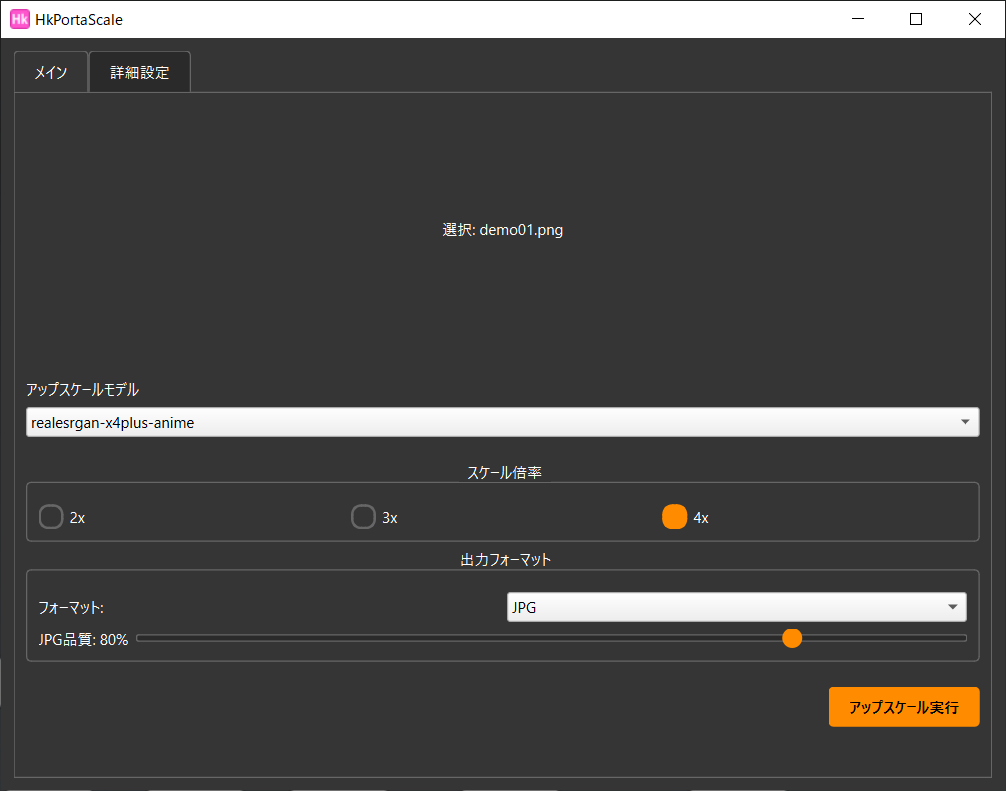 Hk HkPortaScale
メイン 詳細設定
選択: demo01.png
アップスケールモデル
realesrgan-x4plus-anime
スケール倍率
2x 3x 4x
出力フォーマット
フォーマット: JPG
JPG品質: 80%
アップスケール実行